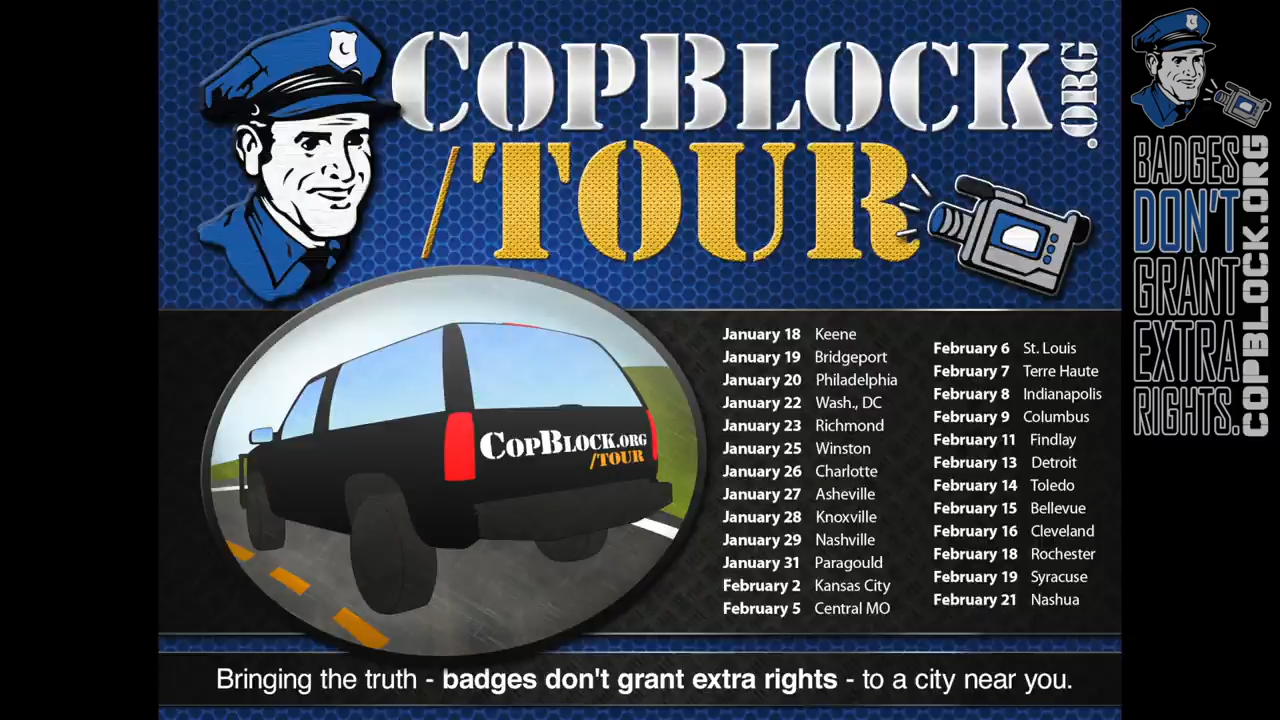 COPBLOCK.ORG
/TOUR
COPBLOCK.ORG
/TOUR
January 18 Keene
January 19 Bridgeport
January 20 Philadelphia
January 22 Wash., DC
January 23 Richmond
January 25 Winston
January 26 Charlotte
January 27 Asheville
January 28 Knoxville
January 29 Nashville
January 31 Paragould
February 2 Kansas City
February 5 Central MO
February 6 St. Louis
February 7 Terre Haute
February 8 Indianapolis
February 9 Columbus
February 11 Findlay
February 13 Detroit
February 14 Toledo
February 15 Bellevue
February 16 Cleveland
February 18 Rochester
February 19 Syracuse
February 21 Nashua
Bringing the truth - badges don't grant extra rights - to a city near you.
BADGES
DON'T
GRANT
EXTRA
RIGHTS.
COPBLOCK.ORG